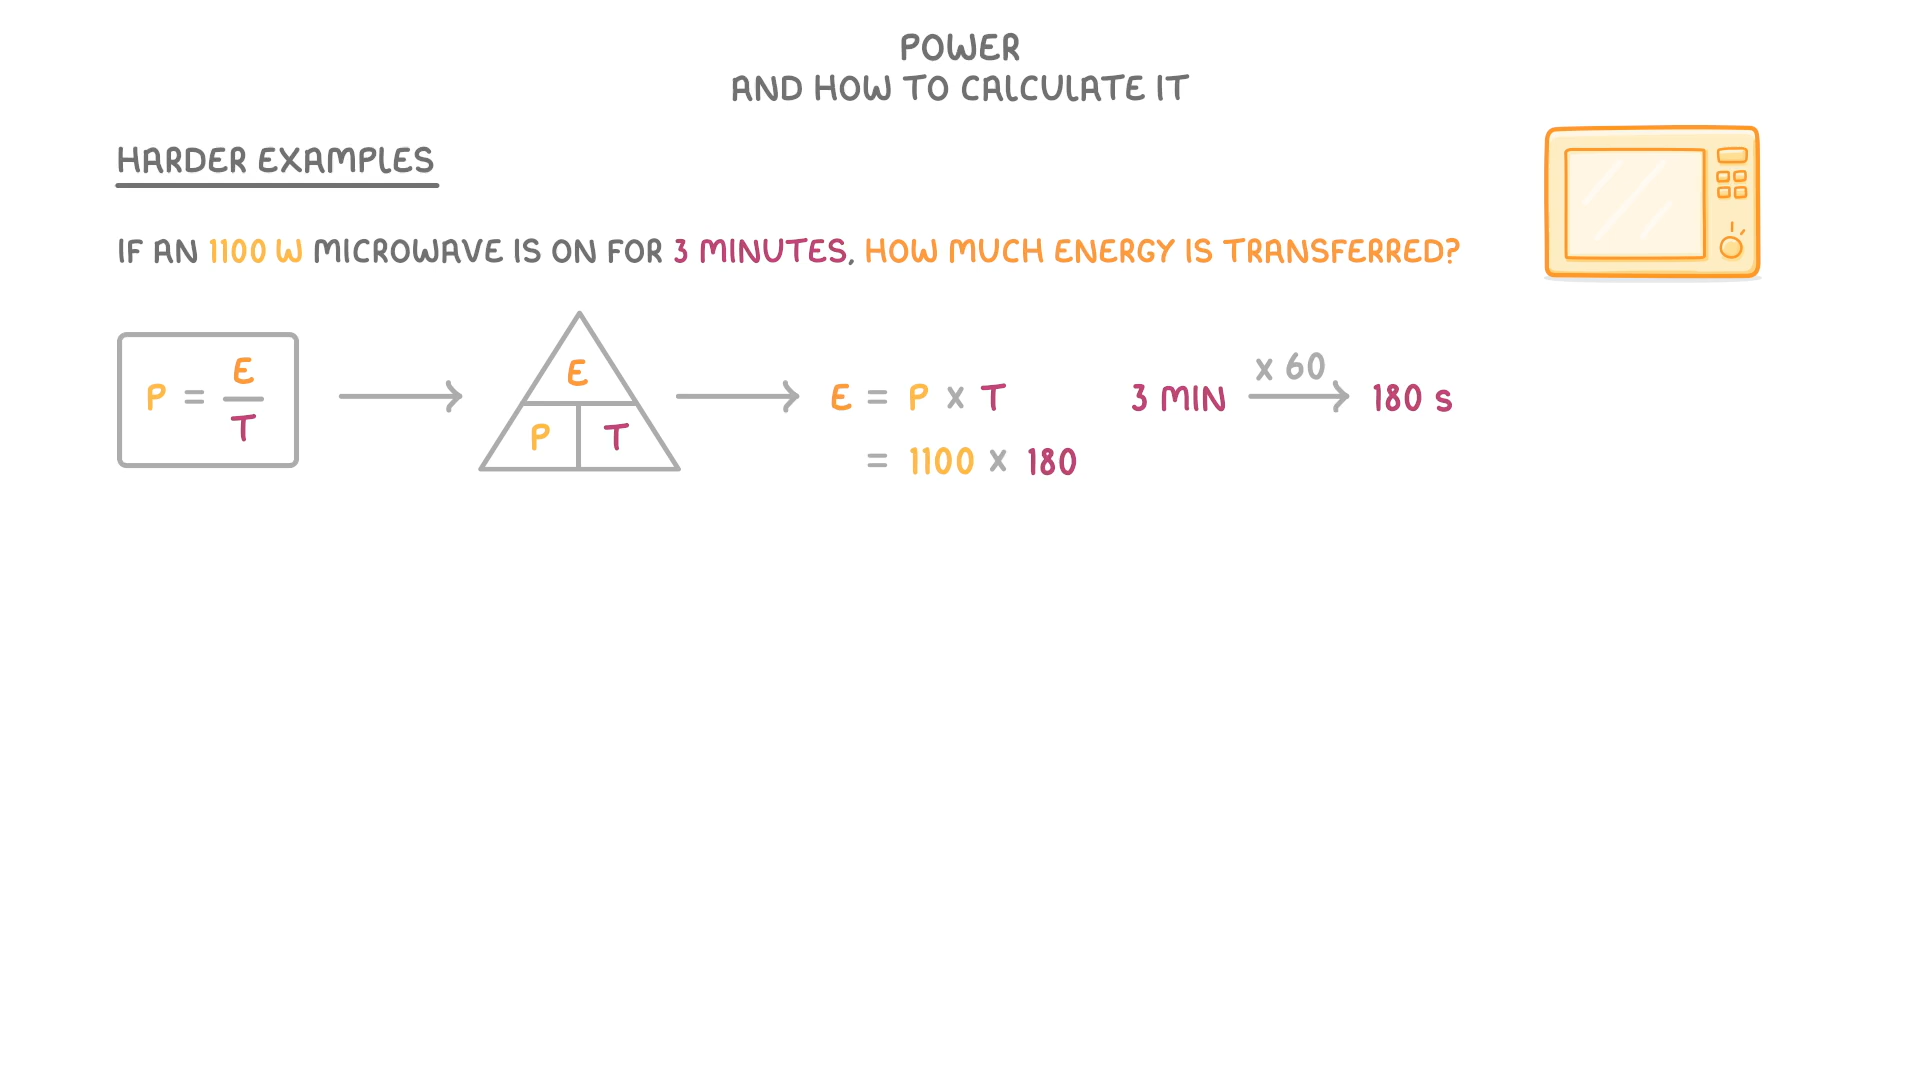 POWER
AND HOW TO CALCULATE IT
HARDER EXAMPLES
IF AN 1100 W MICROWAVE IS ON FOR 3 MINUTES, HOW MUCH ENERGY IS TRANSFERRED?
P = E / T
E
P T
E = P x T
= 1100 x 180
x 60
3 MIN → 180 s